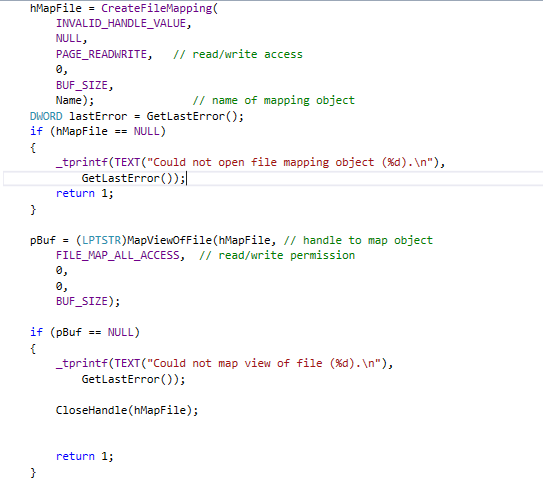 hMapFile = CreateFileMapping(
    INVALID_HANDLE_VALUE,
    NULL,
    PAGE_READWRITE,   // read/write access
    0,
    BUF_SIZE,
    Name);               // name of mapping object
DWORD lastError = GetLastError();
if (hMapFile == NULL)
{
    _tprintf(TEXT("Could not open file mapping object (%d).\n"),
        GetLastError());
    return 1;
}

pBuf = (LPTSTR)MapViewOfFile(hMapFile, // handle to map object
    FILE_MAP_ALL_ACCESS,  // read/write permission
    0,
    0,
    BUF_SIZE);

if (pBuf == NULL)
{
    _tprintf(TEXT("Could not map view of file (%d).\n"),
        GetLastError());

    CloseHandle(hMapFile);


    return 1;
}